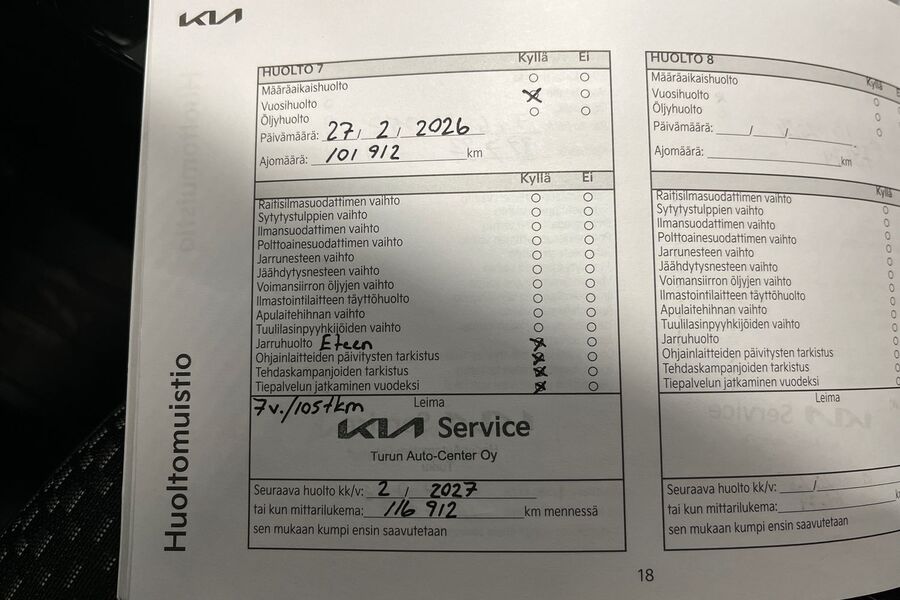 KIA
HUOLTO 7 Kyllä Ei
Määräaikaishuolto
Vuosihuolto
Öljyhuolto
Päivämäärä: 27 / 2 / 2026
Ajomäärä: 101 912 km
Kyllä Ei
Raitisilmasuodattimen vaihto
Sytytystulppien vaihto
Ilmansuodattimen vaihto
Polttoainesuodattimen vaihto
Jarrunesteen vaihto
Jäähdytysnesteen vaihto
Voimansiirron öljyjen vaihto
Ilmastointilaitteen täyttöhuolto
Apulaitehihnan vaihto
Tuulilasinpyyhkijöiden vaihto
Jarruhuolto Eteen
Ohjainlaitteiden päivitysten tarkistus
Tehdaskampanjoiden tarkistus
Tiepalvelun jatkaminen vuodeksi
7v./105tkm Leima
KIA Service
Turun Auto-Center Oy
Seuraava huolto kk/v: 2 / 2027
tai kun mittarilukema: 116 912 km mennessä
sen mukaan kumpi ensin saavutetaan
HUOLTO 8 Kyllä
Määräaikaishuolto
Vuosihuolto
Öljyhuolto
Päivämäärä: / /
Ajomäärä: km
Kyllä
Raitisilmasuodattimen vaihto
Sytytystulppien vaihto
Ilmansuodattimen vaihto
Polttoainesuodattimen vaihto
Jarrunesteen vaihto
Jäähdytysnesteen vaihto
Voimansiirron öljyjen vaihto
Ilmastointilaitteen täyttöhuolto
Apulaitehihnan vaihto
Tuulilasinpyyhkijöiden vaihto
Jarruhuolto
Ohjainlaitteiden päivitysten tarkistus
Tehdaskampanjoiden tarkistus
Tiepalvelun jatkaminen vuodeksi
Leima
Seuraava huolto kk/v: /
tai kun mittarilukema:
sen mukaan kumpi ensin saavutetaan
Huoltomuistio
18